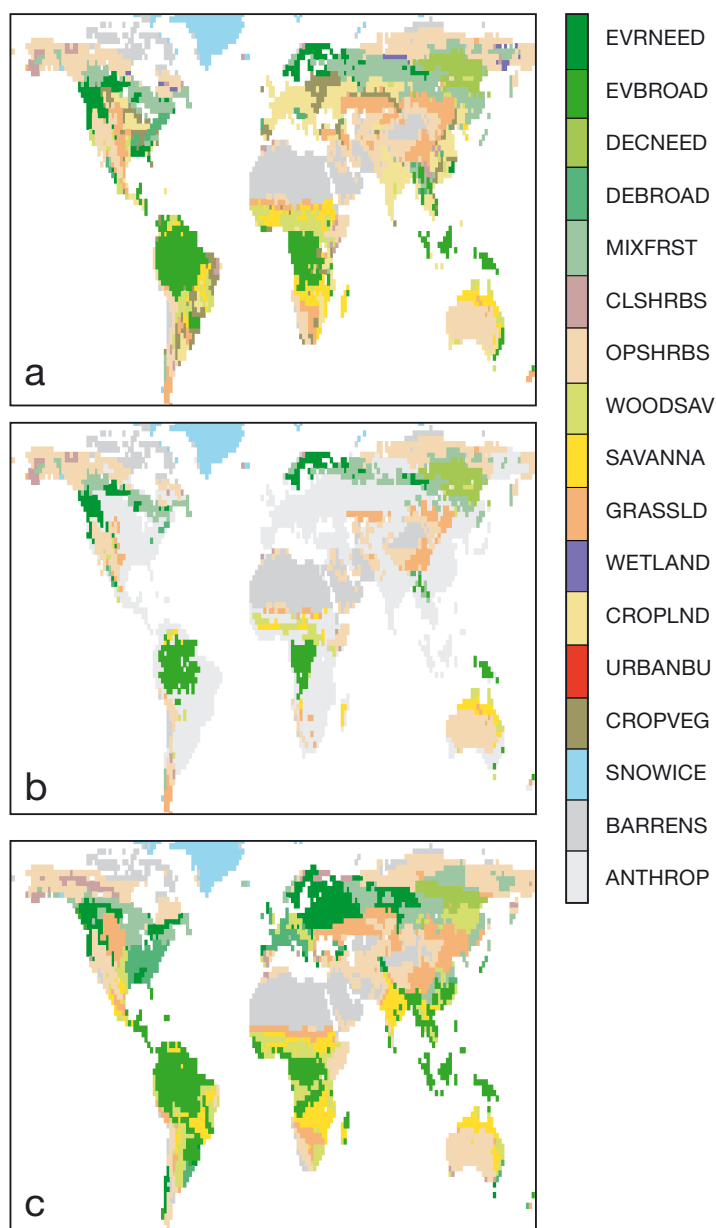 a
b
c
EVRNEED
EVBROAD
DECNEED
DEBROAD
MIXFRST
CLSHRBS
OPSHRBS
WOODSAV
SAVANNA
GRASSLD
WETLAND
CROPLND
URBANBU
CROPVEG
SNOWICE
BARRENS
ANTHROP